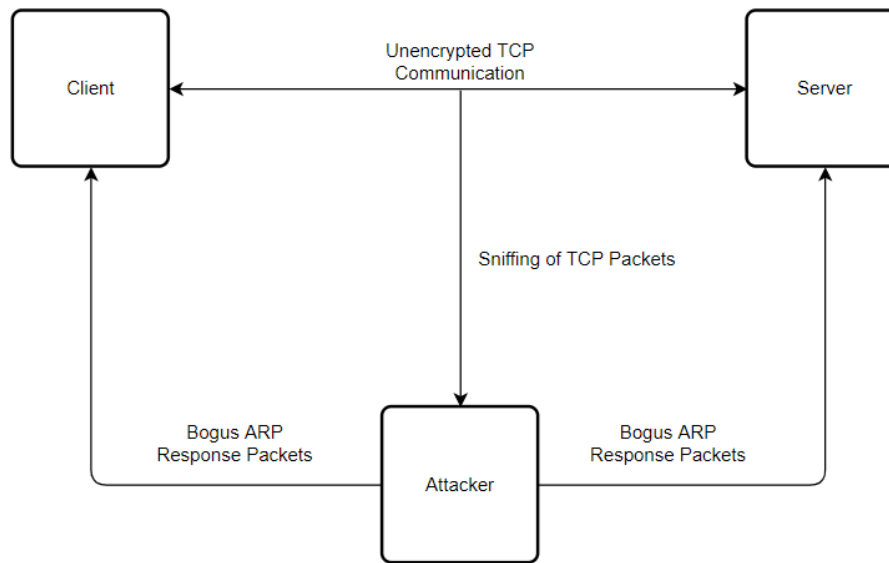 Unencrypted TCP
Communication
Client
Server
Sniffing of TCP Packets
Bogus ARP
Response Packets
Bogus ARP
Response Packets
Attacker